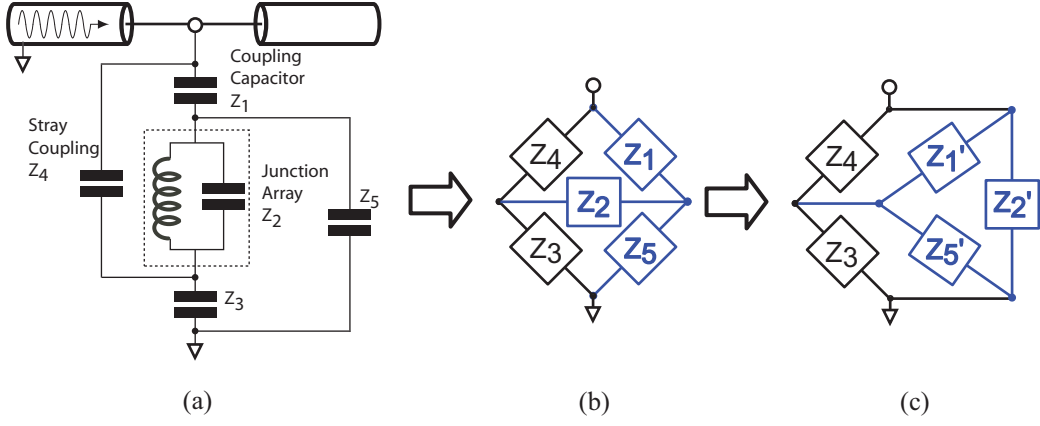 Coupling
Capacitor
Z1
Stray
Coupling
Z4
Junction
Array
Z2
Z5
Z3
(a)
Z4
Z1
Z2
Z3
Z5
(b)
Z4
Z1'
Z2'
Z3
Z5'
(c)